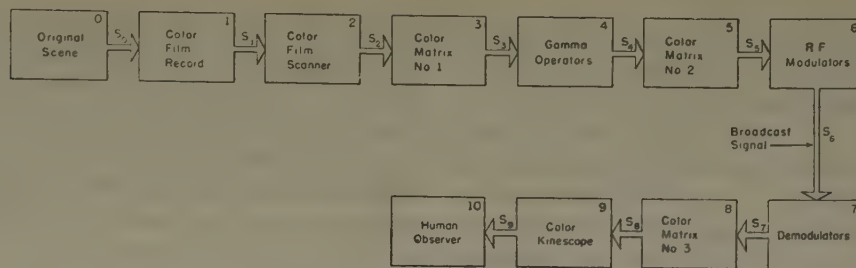 0
Original
Scene
S₀
1
Color
Film
Record
S₁
2
Color
Film
Scanner
S₂
3
Color
Matrix
No 1
S₃
4
Gamma
Operators
S₄
5
Color
Matrix
No 2
S₅
6
R F
Modulators
Broadcast
Signal
S₆
7
Demodulators
S₇
8
Color
Matrix
No 3
S₈
9
Color
Kinescope
S₉
10
Human
Observer